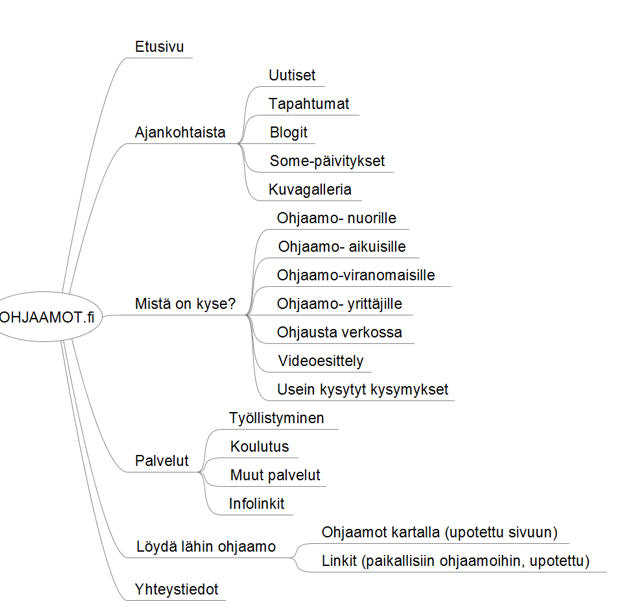 Etusivu
Uutiset
Tapahtumat
Ajankohtaista
Blogit
Some-päivitykset
Kuvagalleria
Ohjaamo- nuorille
Ohjaamo- aikuisille
Ohjaamo-viranomaisille
Mistä on kyse?
Ohjaamo- yrittäjille
OHJAAMOT.fi
Ohjausta verkossa
Videoesittely
Usein kysytyt kysymykset
Työllistyminen
Koulutus
Palvelut
Muut palvelut
Infolinkit
Ohjaamot kartalla (upotettu sivuun)
Löydä lähin ohjaamo
Linkit (paikallisiin ohjaamoihin, upotettu)
Yhteystiedot